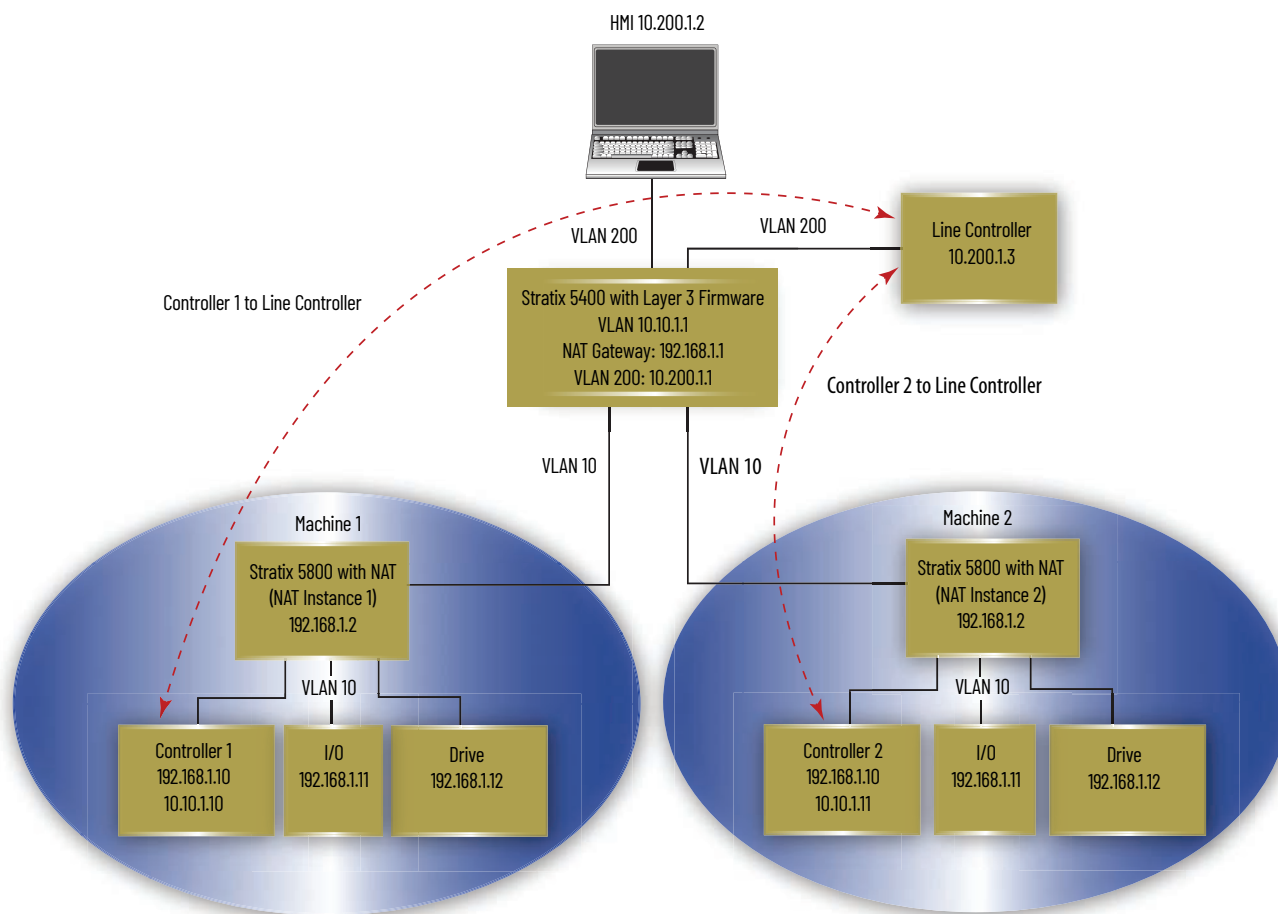 HMI 10.200.1.2
VLAN 200
VLAN 200
Line Controller
10.200.1.3
Controller 1 to Line Controller
Stratix 5400 with Layer 3 Firmware
VLAN 10.10.1.1
NAT Gateway: 192.168.1.1
VLAN 200: 10.200.1.1
Controller 2 to Line Controller
VLAN 10
VLAN 10
Machine 1
Stratix 5800 with NAT
(NAT Instance 1)
192.168.1.2
VLAN 10
Controller 1
192.168.1.10
10.10.1.10
I/O
192.168.1.11
Drive
192.168.1.12
Machine 2
Stratix 5800 with NAT
(NAT Instance 2)
192.168.1.2
VLAN 10
Controller 2
192.168.1.10
10.10.1.11
I/O
192.168.1.11
Drive
192.168.1.12